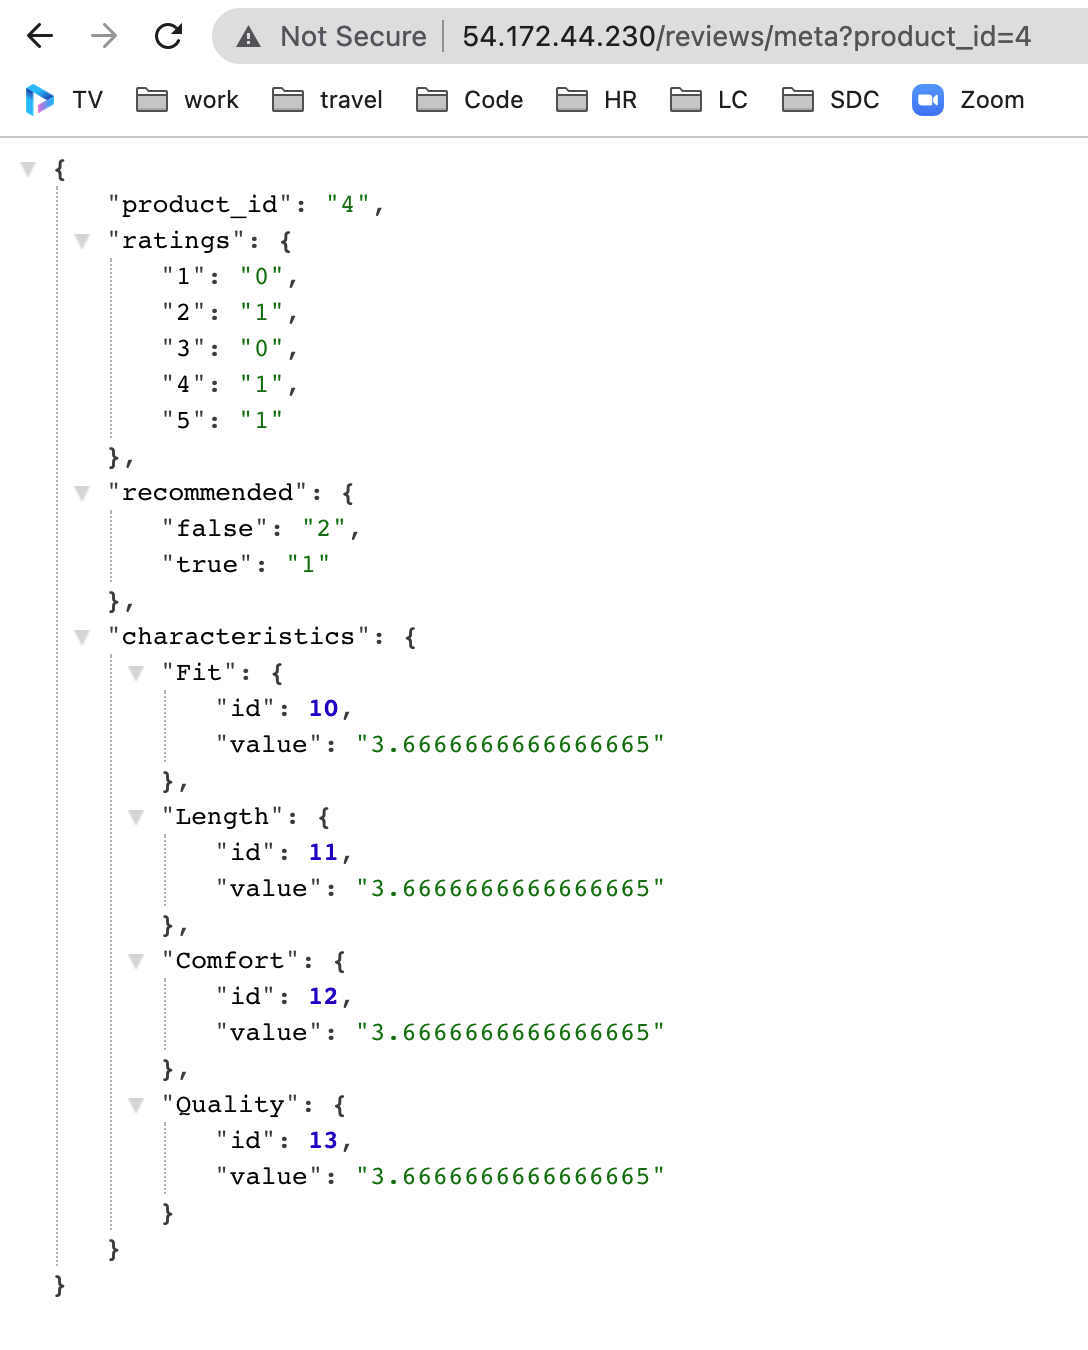 Not Secure 54.172.44.230/reviews/meta?product_id=4
TV work travel Code HR LC SDC Zoom
{
"product_id": "4",
"ratings": {
"1": "0",
"2": "1",
"3": "0",
"4": "1",
"5": "1"
},
"recommended": {
"false": "2",
"true": "1"
},
"characteristics": {
"Fit": {
"id": 10,
"value": "3.6666666666666665"
},
"Length": {
"id": 11,
"value": "3.6666666666666665"
},
"Comfort": {
"id": 12,
"value": "3.6666666666666665"
},
"Quality": {
"id": 13,
"value": "3.6666666666666665"
}
}
}